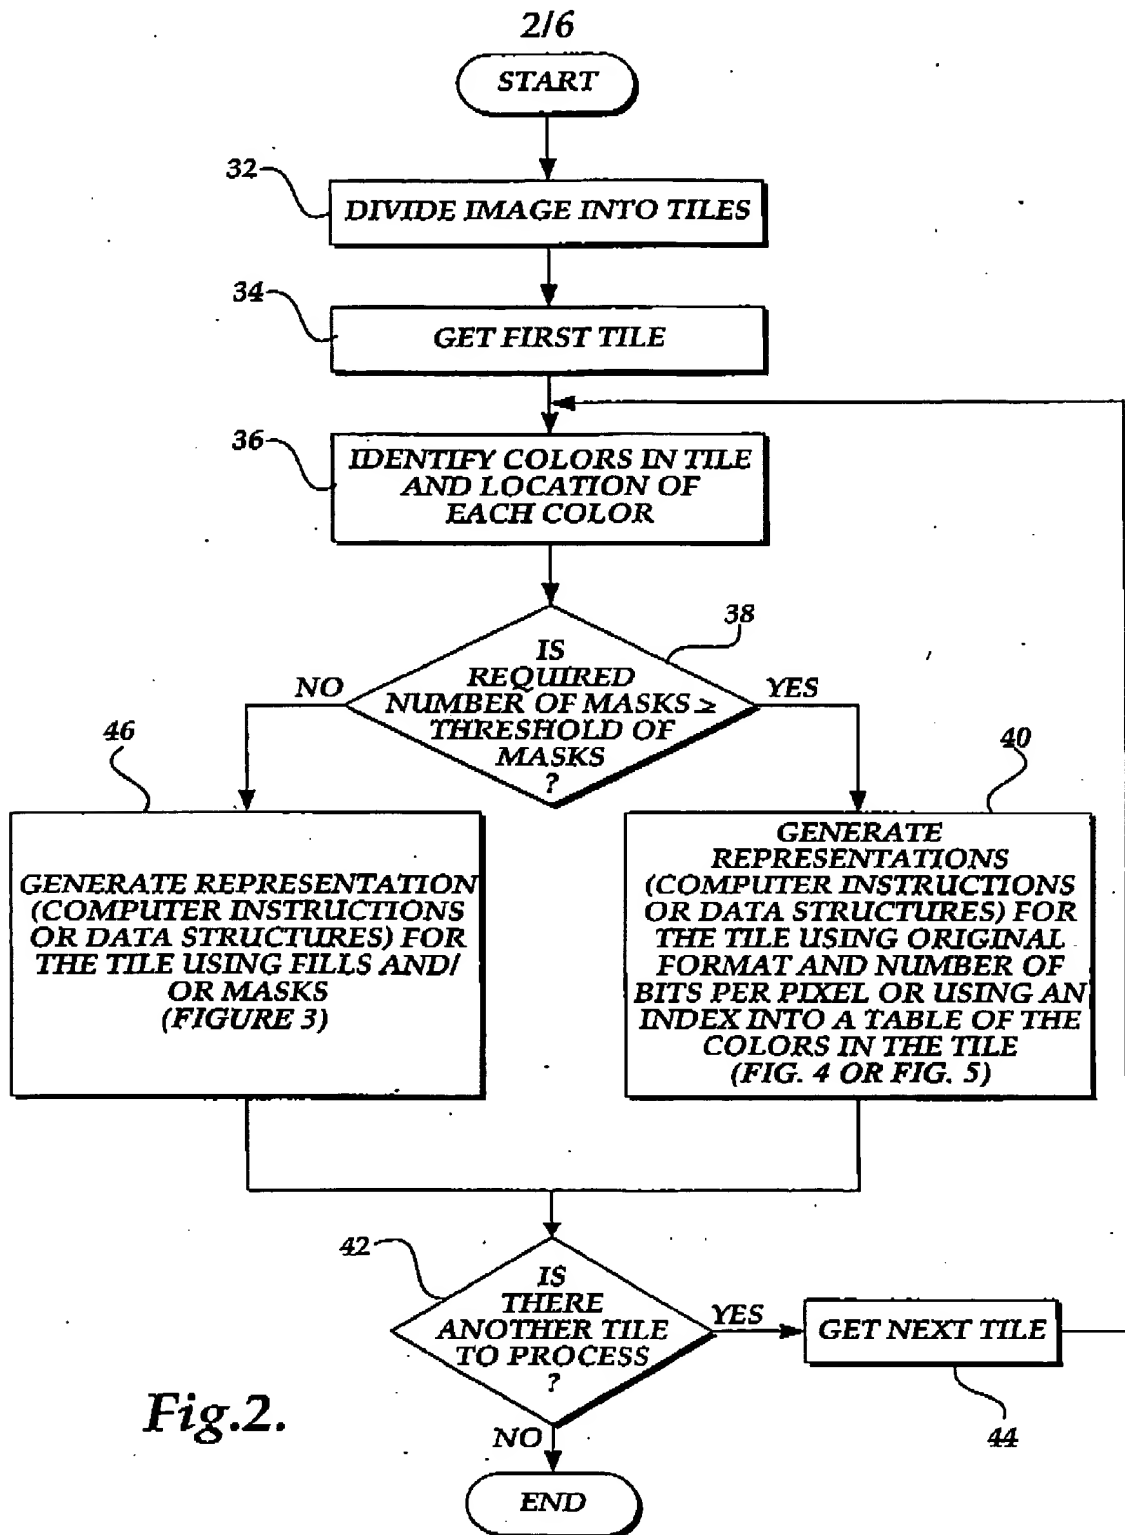 2/6
START
32
DIVIDE IMAGE INTO TILES
34
GET FIRST TILE
36
IDENTIFY COLORS IN TILE
AND LOCATION OF
EACH COLOR
38
IS
REQUIRED
NUMBER OF MASKS ≥
THRESHOLD OF
MASKS
?
NO
YES
46
GENERATE REPRESENTATION
(COMPUTER INSTRUCTIONS
OR DATA STRUCTURES) FOR
THE TILE USING FILLS AND/
OR MASKS
(FIGURE 3)
40
GENERATE
REPRESENTATIONS
(COMPUTER INSTRUCTIONS
OR DATA STRUCTURES) FOR
THE TILE USING ORIGINAL
FORMAT AND NUMBER OF
BITS PER PIXEL OR USING AN
INDEX INTO A TABLE OF THE
COLORS IN THE TILE
(FIG. 4 OR FIG. 5)
42
IS
THERE
ANOTHER TILE
TO PROCESS
?
YES
GET NEXT TILE
44
NO
END
Fig.2.